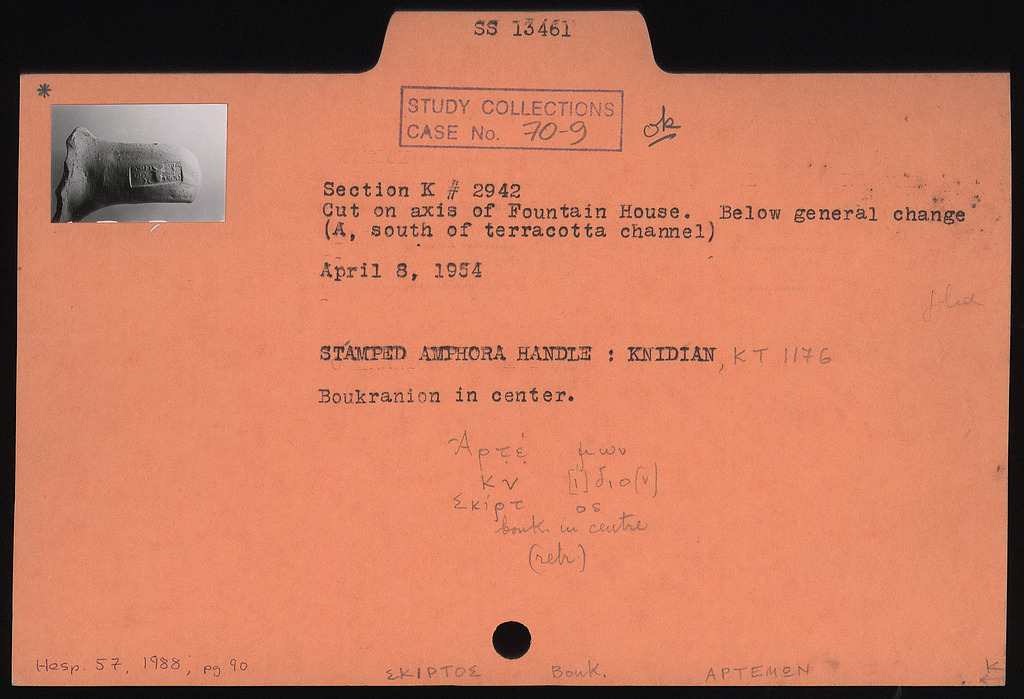 SS 13461
*
STUDY COLLECTIONS
CASE No. 70-9
ok
Section K # 2942
Cut on axis of Fountain House. Below general change
(A, south of terracotta channel)
April 8, 1954
filed
STAMPED AMPHORA HANDLE : KNIDIAN, KT 1176
Boukranion in center.
Ἀρτέ μων
κν [ι]διο(ν)
Σκίρτ ος
bouk. in centre
(retr.)
Hesp. 57, 1988; pg 90
ΣΚΙΡΤΟΣ Bouk. ΑΡΤΕΜΩΝ
K